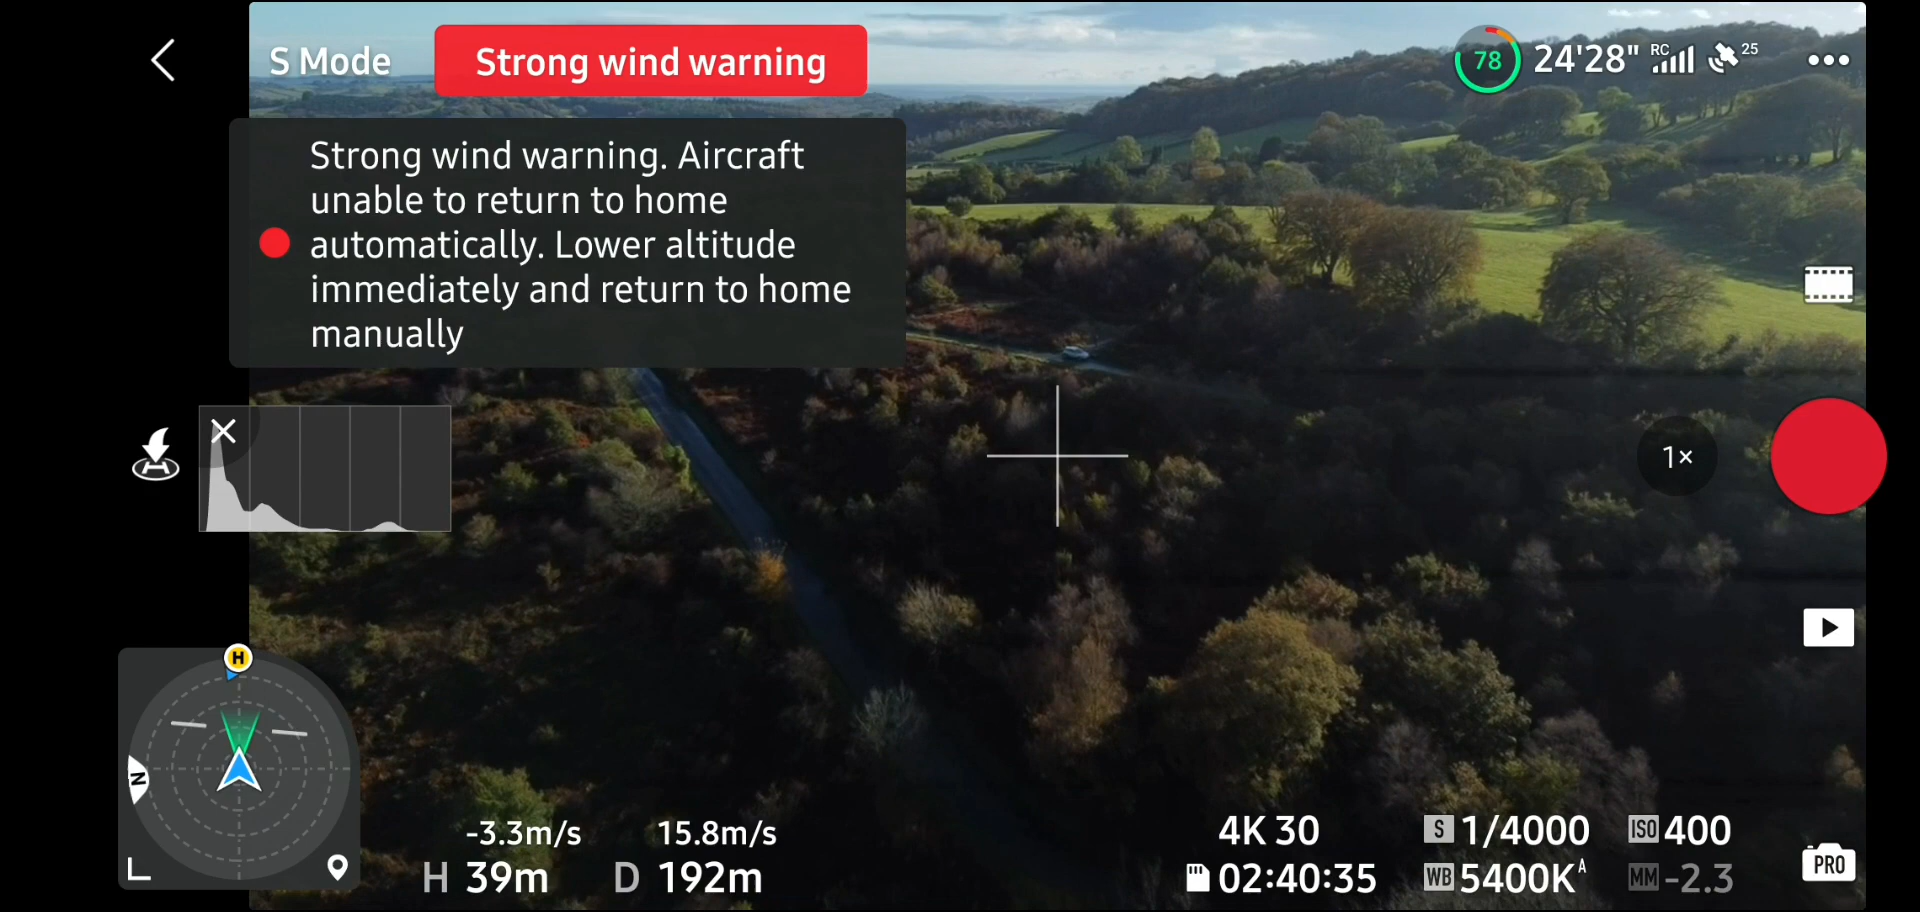 S Mode
Strong wind warning
78
24'28"
RC
25
Strong wind warning. Aircraft
unable to return to home
automatically. Lower altitude
immediately and return to home
manually
1×
H
N
-3.3m/s
15.8m/s
H 39m
D 192m
4K 30
S 1/4000
ISO 400
02:40:35
WB 5400K A
MM -2.3
PRO